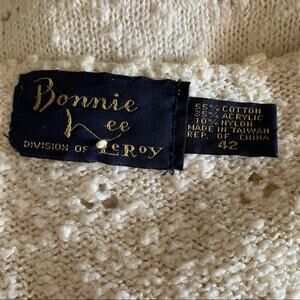 Bonnie
Lee
DIVISION OF LeRoy
55% COTTON
35% ACRYLIC
10% NYLON
MADE IN TAIWAN
REP. OF CHINA
42